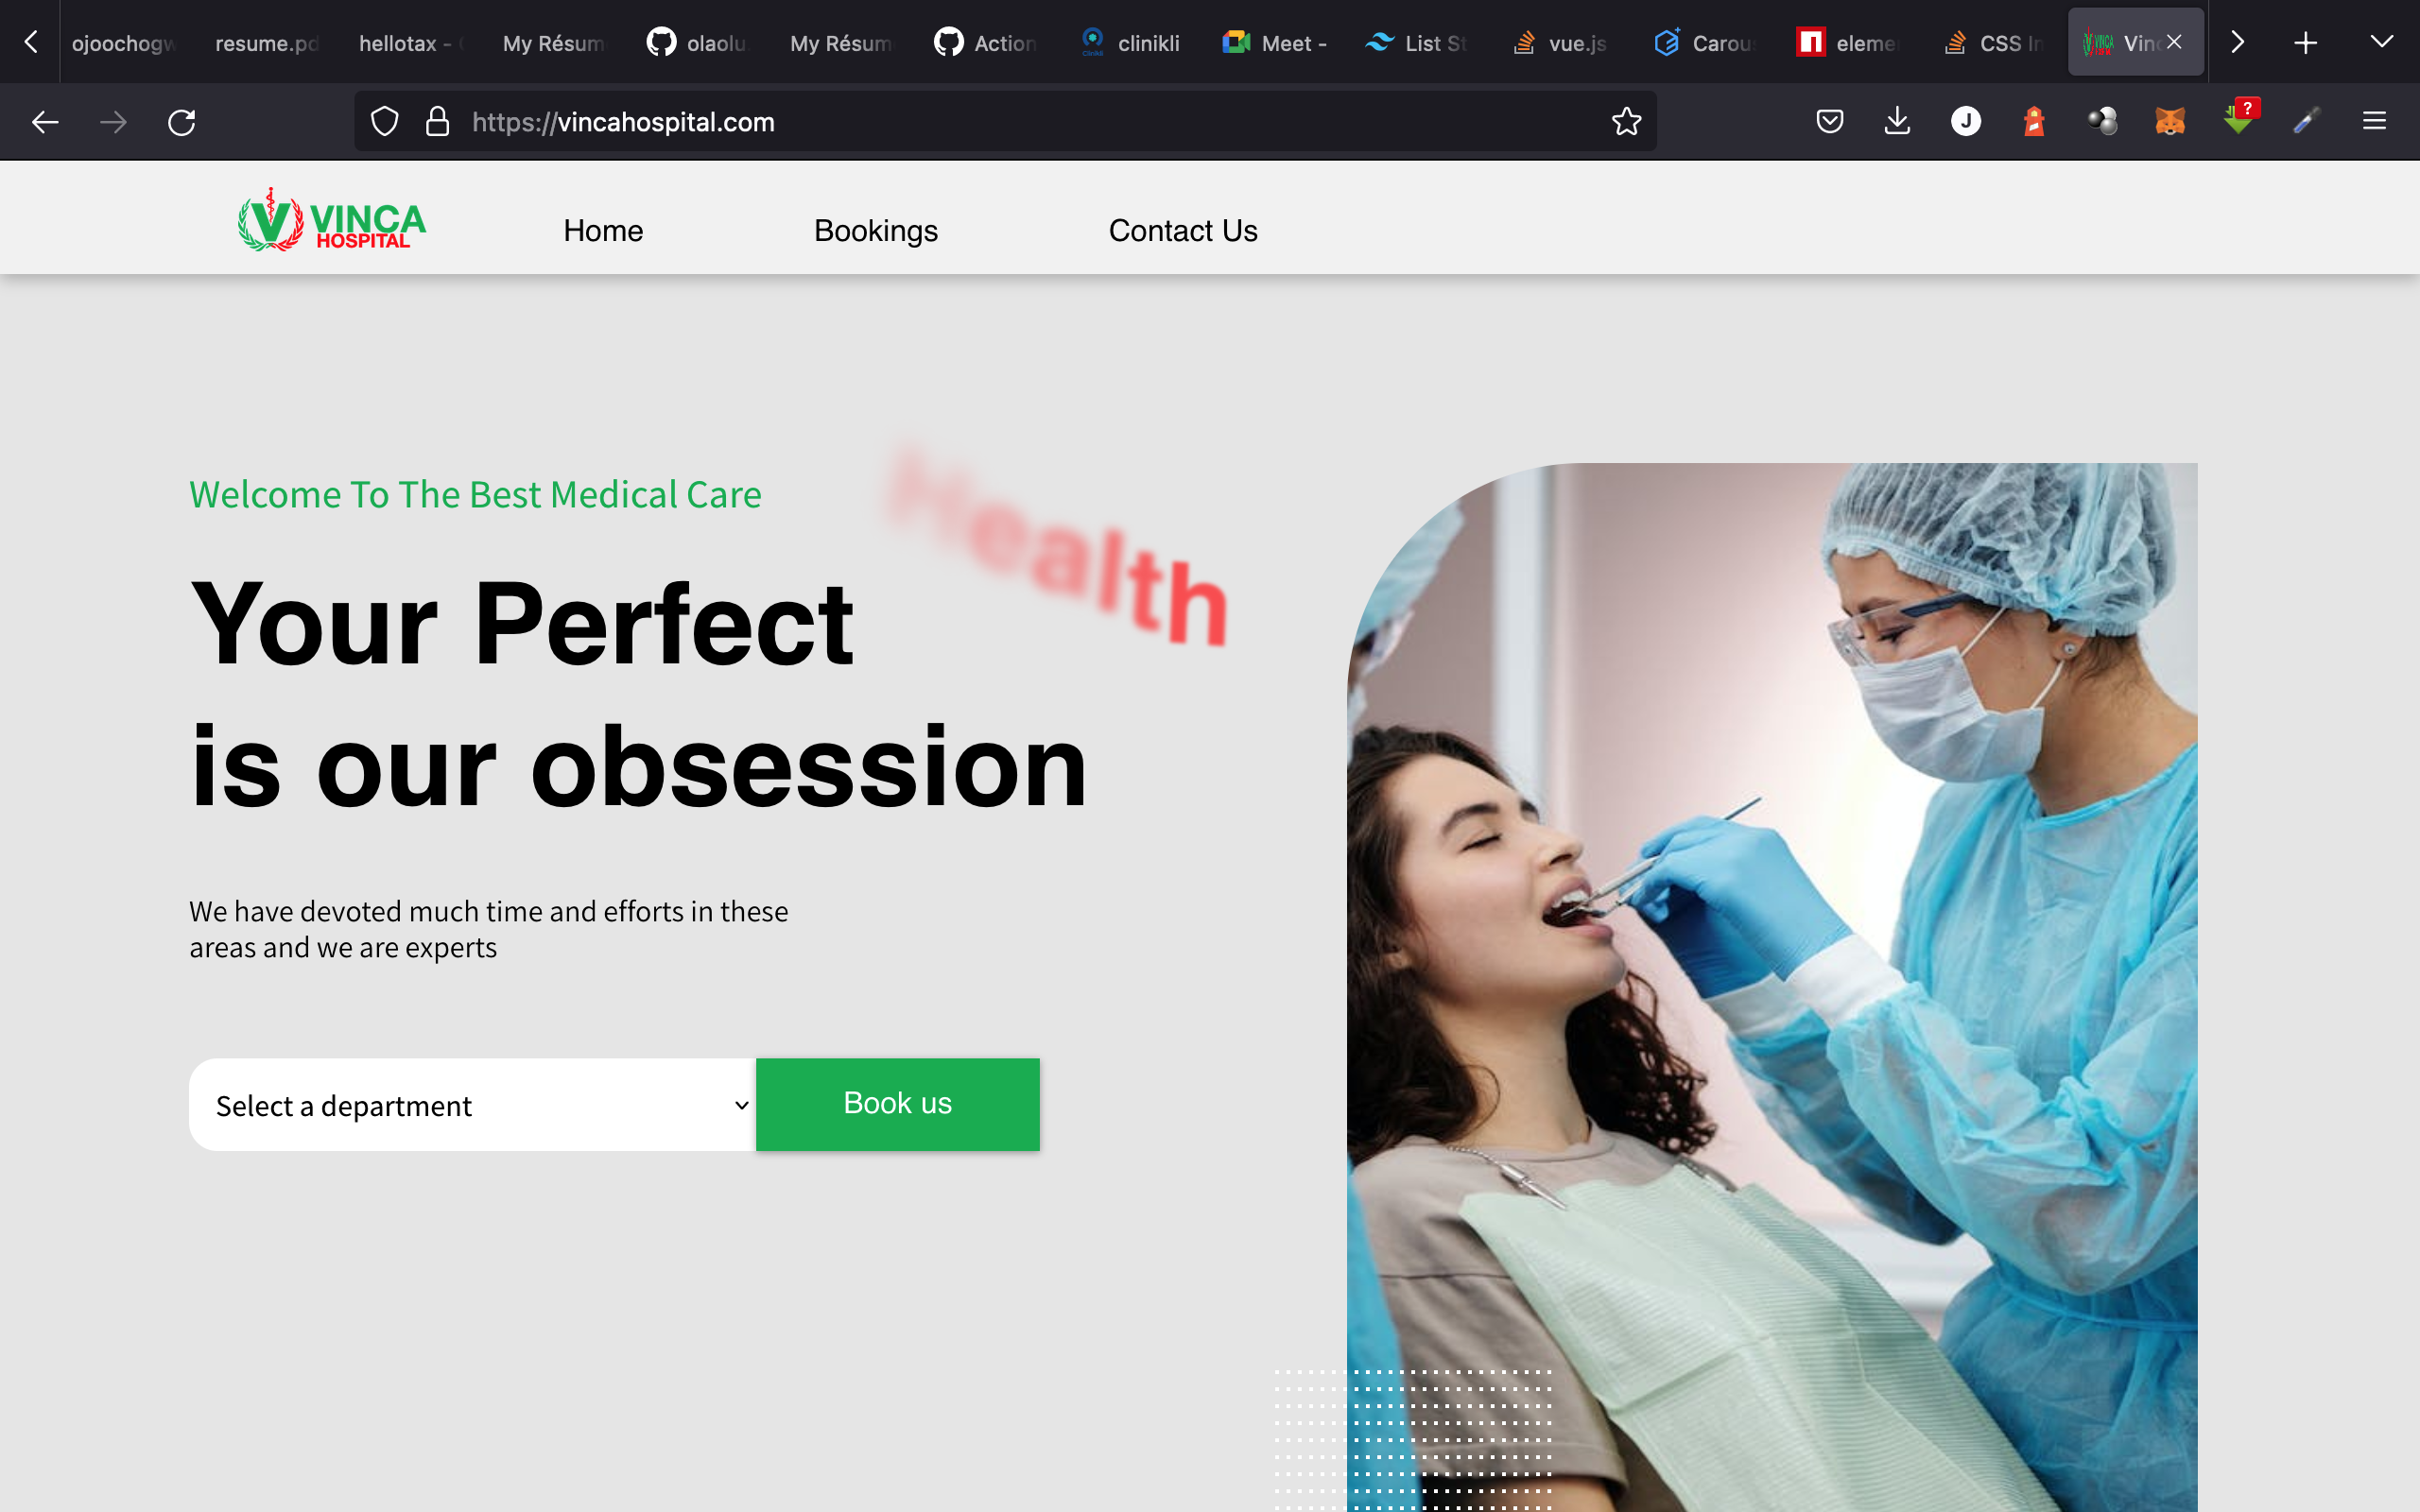 ojoochogw
resume.pd
hellotax -
My Résum
olaolu
My Résum
Action
clinikli
Meet -
List St
vue.js
Carou
eleme
CSS In
Vinc
https://vincahospital.com
J
?
VINCA
HOSPITAL
Home
Bookings
Contact Us
Welcome To The Best Medical Care
Your Perfect Health
is our obsession
We have devoted much time and efforts in these
areas and we are experts
Select a department
Book us